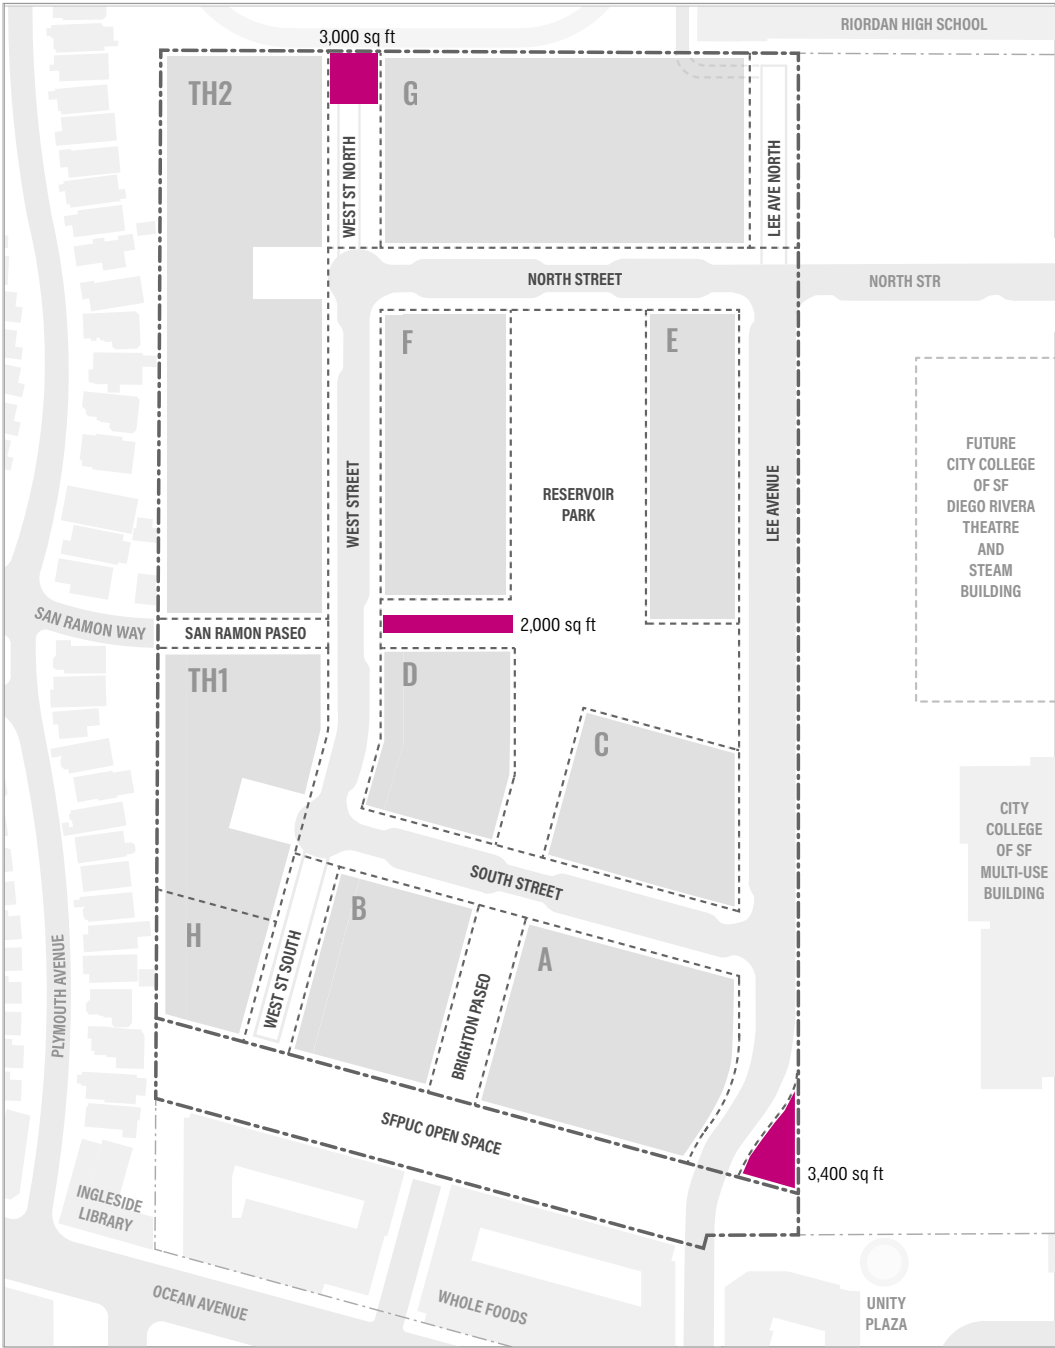 RIORDAN HIGH SCHOOL
3,000 sq ft
TH2
G
WEST ST NORTH
LEE AVE NORTH
NORTH STREET
NORTH STR
F
E
FUTURE
CITY COLLEGE
OF SF
DIEGO RIVERA
THEATRE
AND
STEAM
BUILDING
WEST STREET
RESERVOIR
PARK
LEE AVENUE
SAN RAMON WAY
SAN RAMON PASEO
2,000 sq ft
TH1
D
C
CITY
COLLEGE
OF SF
MULTI-USE
BUILDING
SOUTH STREET
B
H
A
WEST ST SOUTH
BRIGHTON PASEO
PLYMOUTH AVENUE
SFPUC OPEN SPACE
3,400 sq ft
INGLESIDE
LIBRARY
OCEAN AVENUE
WHOLE FOODS
UNITY
PLAZA